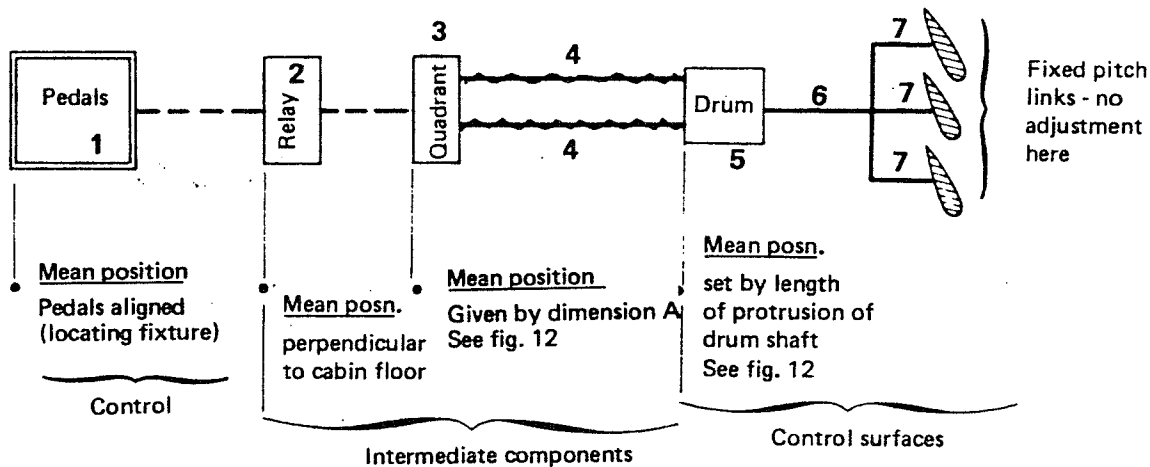 Pedals
1
2
Relay
3
Quadrant
4
4
Drum
5
6
7
7
7
Fixed pitch
links - no
adjustment
here
Mean position
Pedals aligned
(locating fixture)
Mean posn.
perpendicular
to cabin floor
Mean position
Given by dimension A
See fig. 12
Mean posn.
set by length
of protrusion of
drum shaft
See fig. 12
Control
Intermediate components
Control surfaces